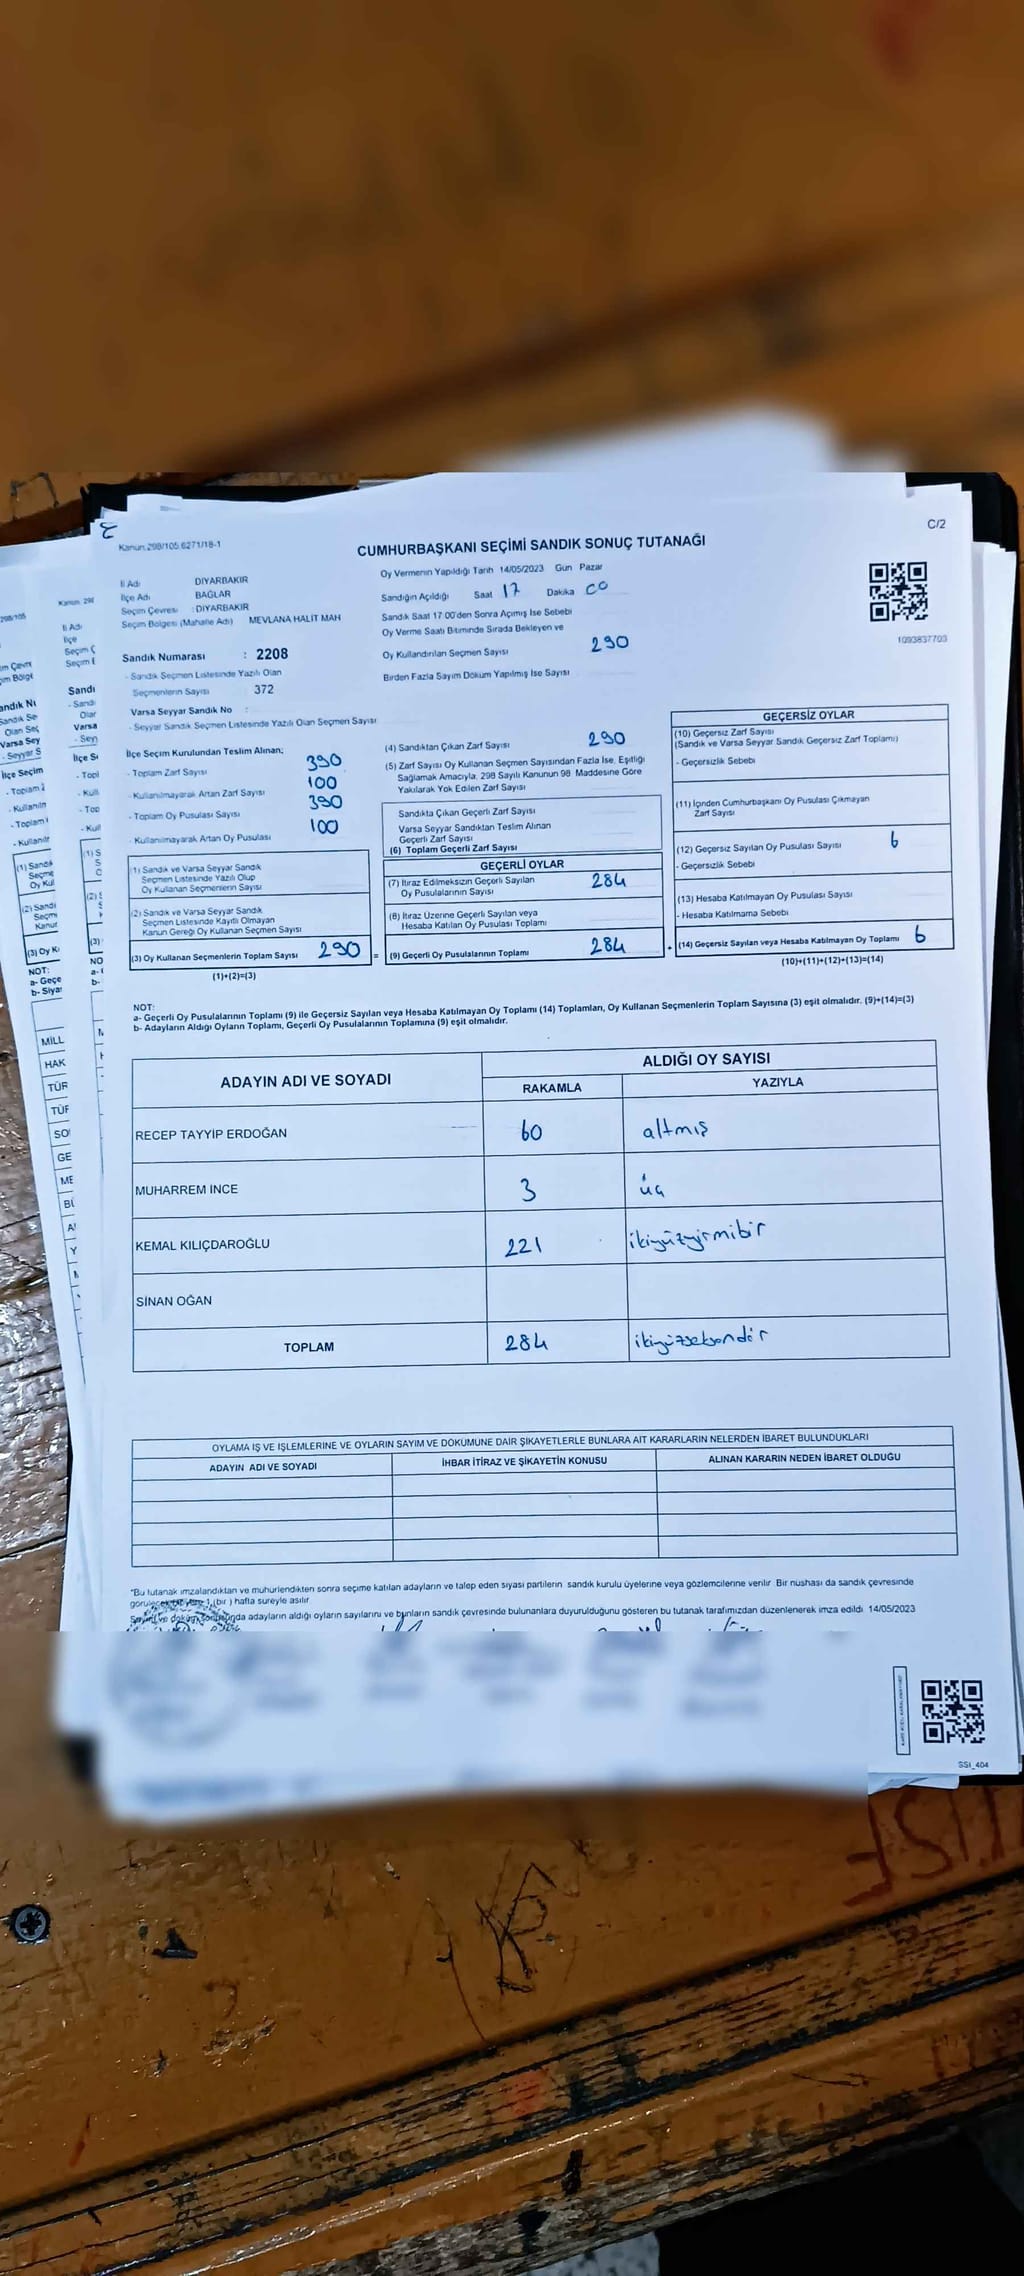 C/2
Kanun.298/105.6271/18-1
CUMHURBAŞKANI SEÇİMİ SANDIK SONUÇ TUTANAĞI
İl Adı DİYARBAKIR
İlçe Adı BAĞLAR
Seçim Çevresi : DİYARBAKIR
Seçim Bölgesi (Mahalle Adı) MEVLANA HALİT MAH
Oy Vermenin Yapıldığı Tarih 14/05/2023 Gün Pazar
Sandığın Açıldığı Saat 17 Dakika 00
Sandık Saat 17 00'den Sonra Açımış İse Sebebi
Oy Verme Saati Bitiminde Sırada Bekleyen ve
Oy Kullandırılan Seçmen Sayısı 290
Birden Fazla Sayım Döküm Yapılmış İse Sayısı
1093837703
Sandık Numarası : 2208
- Sandık Seçmen Listesinde Yazılı Olan
Seçmenlerin Sayısı 372
Varsa Seyyar Sandık No :
- Seyyar Sandık Seçmen Listesinde Yazılı Olan Seçmen Sayısı
İlçe Seçim Kurulundan Teslim Alınan;
- Toplam Zarf Sayısı 390
- Kullanılmayarak Artan Zarf Sayısı 100
- Toplam Oy Pusulası Sayısı 390
- Kullanılmayarak Artan Oy Pusulası 100
(1) Sandık ve Varsa Seyyar Sandık
Seçmen Listesinde Yazılı Olup
Oy Kullanan Seçmenlerin Sayısı
(2) Sandık ve Varsa Seyyar Sandık
Seçmen Listesinde Kayıtlı Olmayan
Kanun Gereği Oy Kullanan Seçmen Sayısı
(3) Oy Kullanan Seçmenlerin Toplam Sayısı 290
(1)+(2)=(3)
(4) Sandıktan Çıkan Zarf Sayısı 290
(5) Zarf Sayısı Oy Kullanan Seçmen Sayısından Fazla İse, Eşitliği
Sağlamak Amacıyla, 298 Sayılı Kanunun 98 Maddesine Göre
Yakılarak Yok Edilen Zarf Sayısı
Sandıkta Çıkan Geçerli Zarf Sayısı
Varsa Seyyar Sandıktan Teslim Alınan
Geçerli Zarf Sayısı
(6) Toplam Geçerli Zarf Sayısı
=
GEÇERLİ OYLAR
(7) İtiraz Edilmeksizin Geçerli Sayılan
Oy Pusulalarının Sayısı 284
(8) İtiraz Üzerine Geçerli Sayılan veya
Hesaba Katılan Oy Pusulası Toplamı
(9) Geçerli Oy Pusulalarının Toplamı 284
+
GEÇERSİZ OYLAR
(10) Geçersiz Zarf Sayısı
(Sandık ve Varsa Seyyar Sandık Geçersiz Zarf Toplamı)
- Geçersizlik Sebebi
(11) İçinden Cumhurbaşkanı Oy Pusulası Çıkmayan
Zarf Sayısı
(12) Geçersiz Sayılan Oy Pusulası Sayısı 6
- Geçersizlik Sebebi
(13) Hesaba Katılmayan Oy Pusulası Sayısı
- Hesaba Katılmama Sebebi
(14) Geçersiz Sayılan veya Hesaba Katılmayan Oy Toplamı 6
(10)+(11)+(12)+(13)=(14)
NOT:
a- Geçerli Oy Pusulalarının Toplamı (9) ile Geçersiz Sayılan veya Hesaba Katılmayan Oy Toplamı (14) Toplamları, Oy Kullanan Seçmenlerin Toplam Sayısına (3) eşit olmalıdır. (9)+(14)=(3)
b- Adayların Aldığı Oyların Toplamı, Geçerli Oy Pusulalarının Toplamına (9) eşit olmalıdır.
ADAYIN ADI VE SOYADI ALDIĞI OY SAYISI
RAKAMLA YAZIYLA
RECEP TAYYİP ERDOĞAN 60 altmış
MUHARREM İNCE 3 üç
KEMAL KILIÇDAROĞLU 221 ikiyüzyirmibir
SİNAN OĞAN
TOPLAM 284 ikiyüzseksendör
OYLAMA İŞ VE İŞLEMLERİNE VE OYLARIN SAYIM VE DÖKÜMÜNE DAİR ŞİKAYETLERLE BUNLARA AİT KARARLARIN NELERDEN İBARET BULUNDUKLARI
ADAYIN ADI VE SOYADI İHBAR İTİRAZ VE ŞİKAYETİN KONUSU ALINAN KARARIN NEDEN İBARET OLDUĞU
*Bu tutanak imzalandıktan ve mühürlendikten sonra seçime katılan adayların ve talep eden siyasi partilerin sandık kurulu üyelerine veya gözlemcilerine verilir Bir nüshası da sandık çevresinde
1 (bir ) hafta süreyle asılır
adayların aldığı oyların sayılarını ve bunların sandık çevresinde bulunanlara duyurulduğunu gösteren bu tutanak tarafımızdan düzenlenerek imza edildi 14/05/2023
SSİ_404